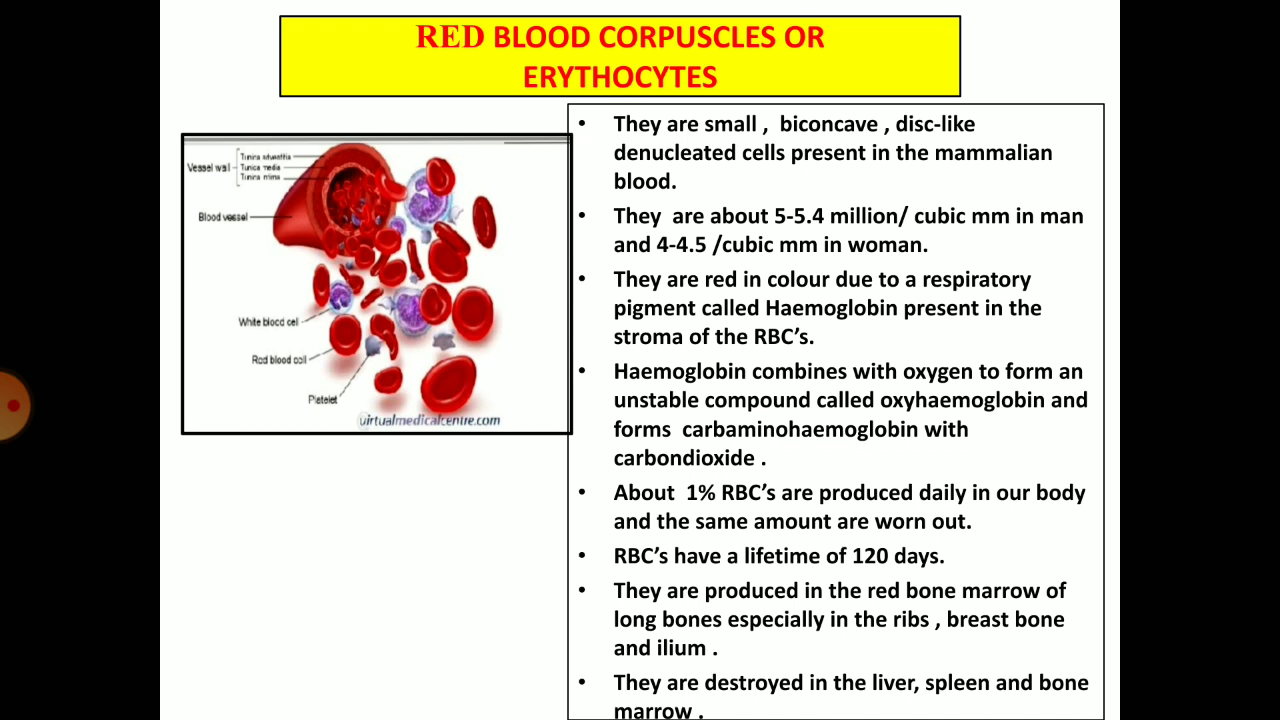 RED BLOOD CORPUSCLES OR
ERYTHOCYTES
Vessel wall
Tunica adventitia
Tunica media
Tunica intima
Blood vessel
White blood cell
Red blood cell
Platelet
virtualmedicalcentre.com
• They are small , biconcave , disc-like
denucleated cells present in the mammalian
blood.
• They are about 5-5.4 million/ cubic mm in man
and 4-4.5 /cubic mm in woman.
• They are red in colour due to a respiratory
pigment called Haemoglobin present in the
stroma of the RBC’s.
• Haemoglobin combines with oxygen to form an
unstable compound called oxyhaemoglobin and
forms carbaminohaemoglobin with
carbondioxide .
• About 1% RBC’s are produced daily in our body
and the same amount are worn out.
• RBC’s have a lifetime of 120 days.
• They are produced in the red bone marrow of
long bones especially in the ribs , breast bone
and ilium .
• They are destroyed in the liver, spleen and bone
marrow .